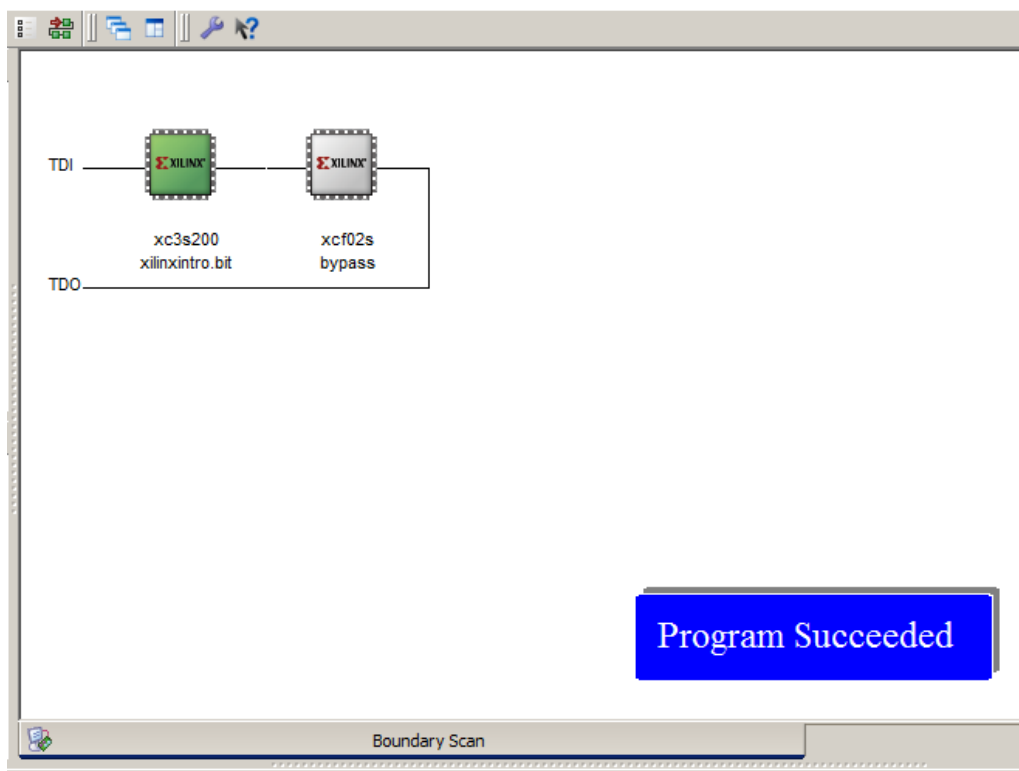 TDI
XILINX
XILINX
xc3s200
xilinxintro.bit
xcf02s
bypass
TDO
Program Succeeded
Boundary Scan